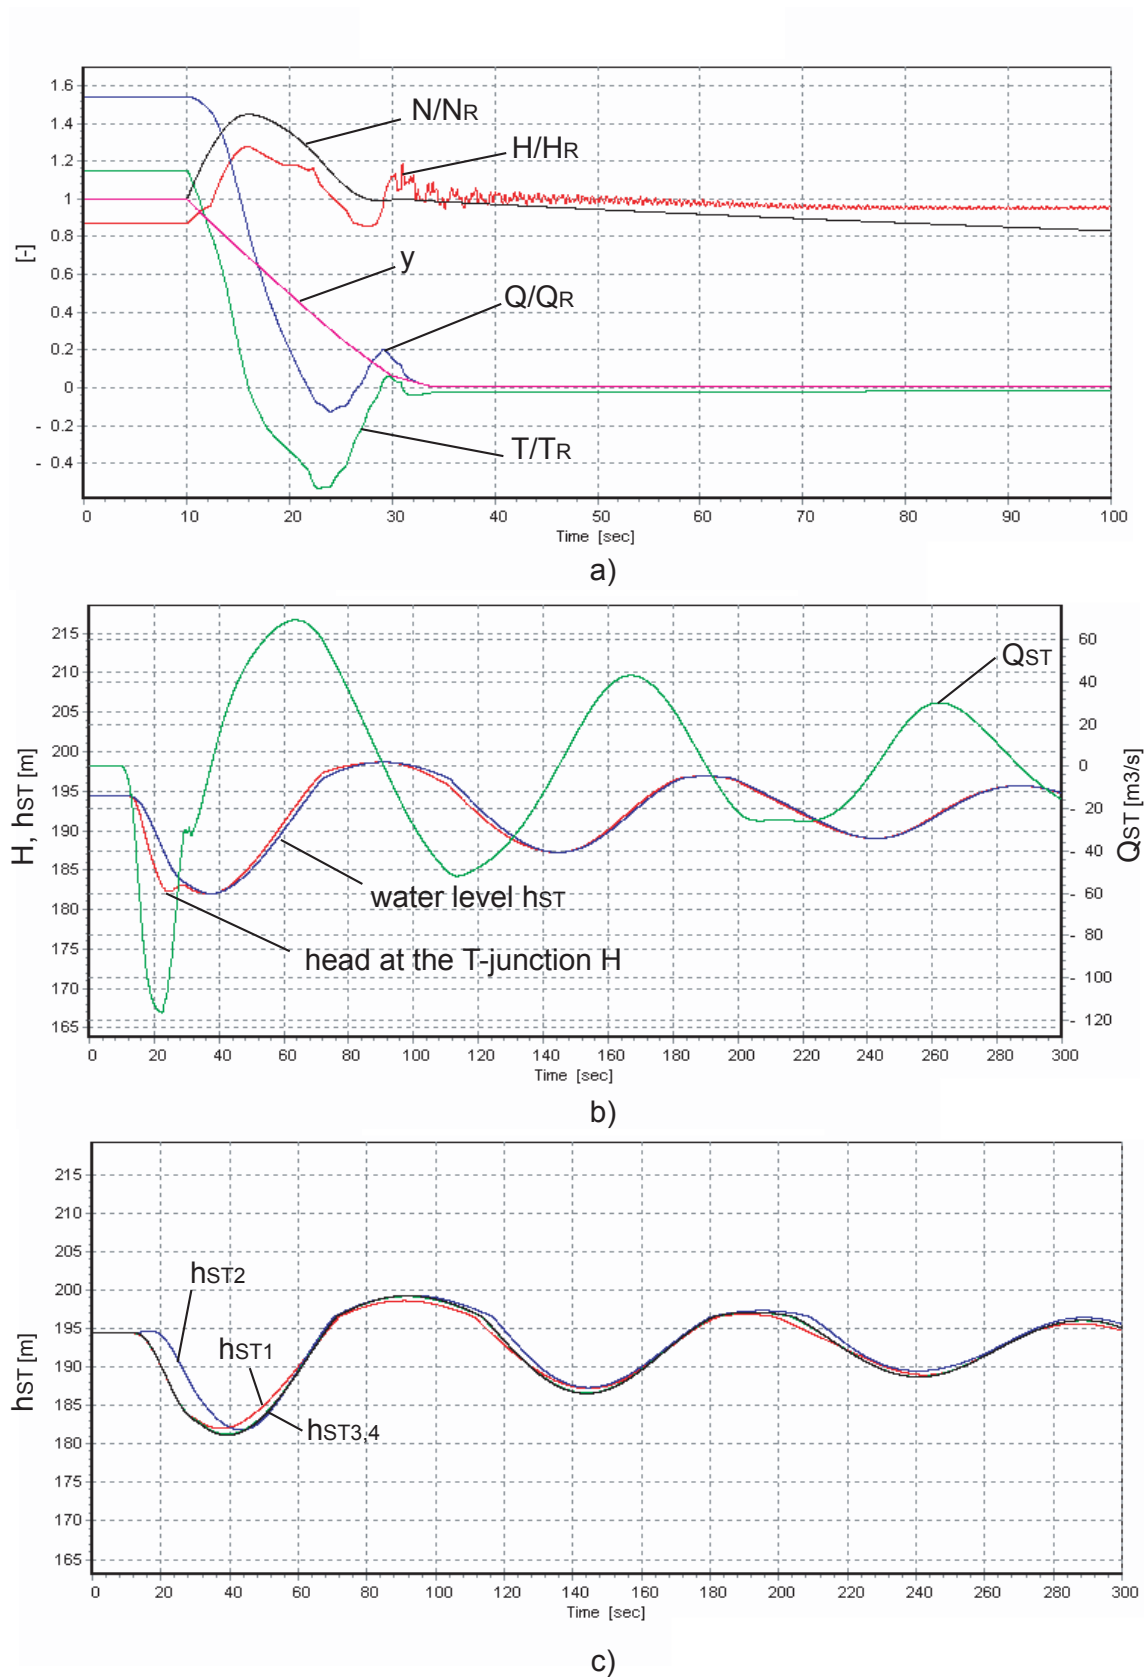 1.6
1.4
1.2
1
0.8
0.6
0.4
0.2
0
- 0.2
- 0.4
[-]
N/NR
H/HR
y
Q/QR
T/TR
0 10 20 30 40 50 60 70 80 90 100
Time [sec]
a)
215
210
205
200
195
190
185
180
175
170
165
H, hST [m]
QST
water level hST
head at the T-junction H
60
40
20
0
- 20
- 40
- 60
- 80
- 100
- 120
QST [m3/s]
0 20 40 60 80 100 120 140 160 180 200 220 240 260 280 300
Time [sec]
b)
215
210
205
200
195
190
185
180
175
170
165
hST [m]
hST2
hST1
hST3,4
0 20 40 60 80 100 120 140 160 180 200 220 240 260 280 300
Time [sec]
c)